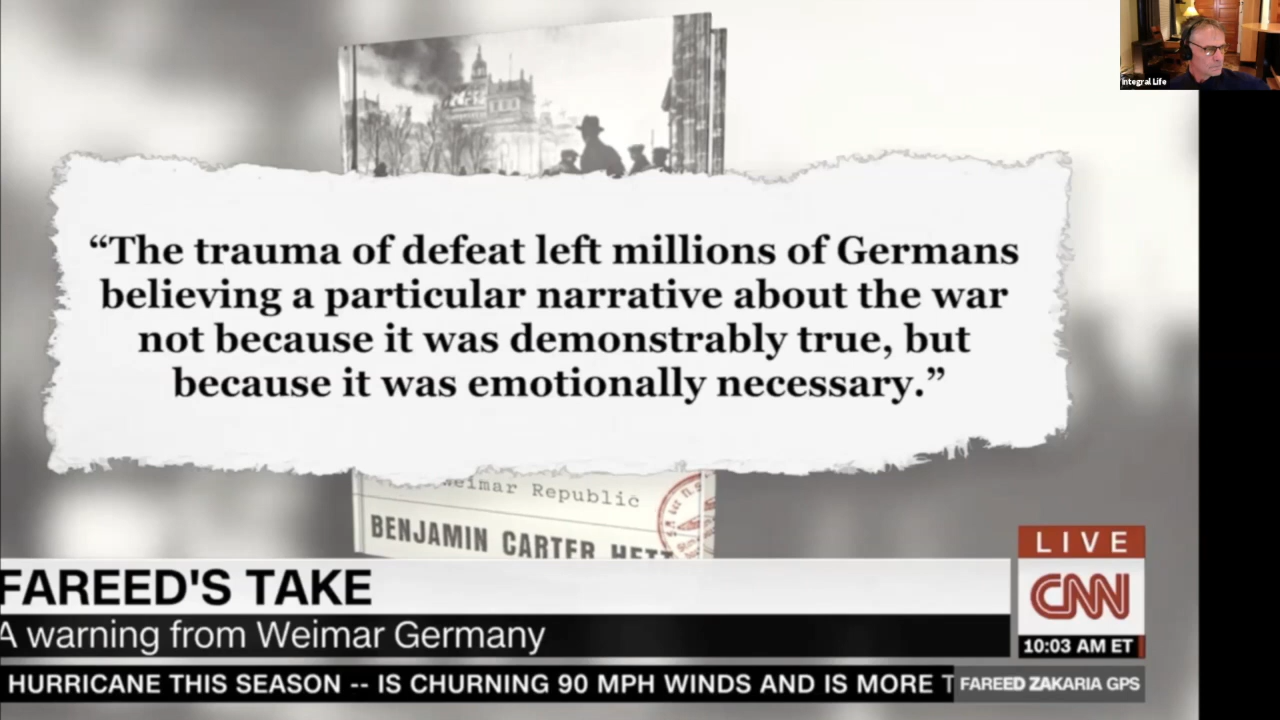 Integral Life
“The trauma of defeat left millions of Germans
believing a particular narrative about the war
not because it was demonstrably true, but
because it was emotionally necessary.”
Weimar Republic
BENJAMIN CARTER HETT
LIVE
CNN
10:03 AM ET
FAREED'S TAKE
A warning from Weimar Germany
HURRICANE THIS SEASON -- IS CHURNING 90 MPH WINDS AND IS MORE T
FAREED ZAKARIA GPS